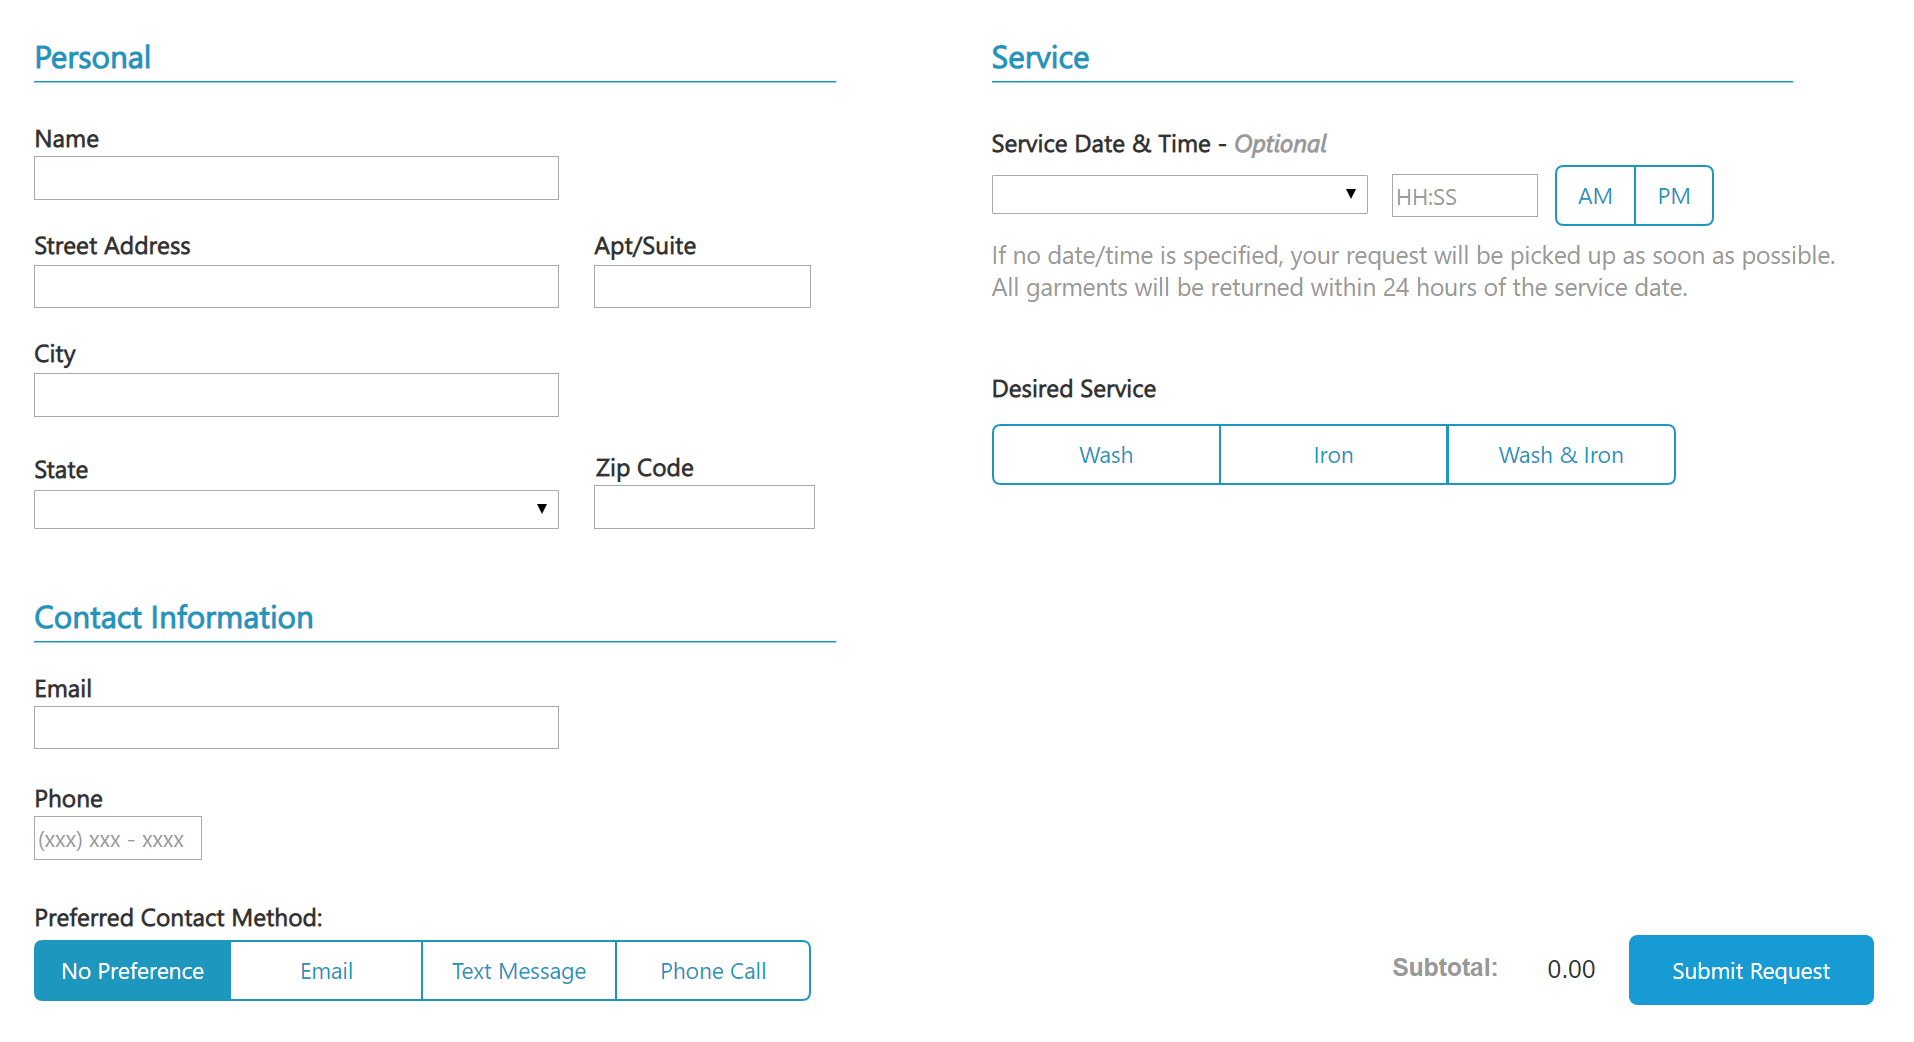 Personal
Name
Street Address
Apt/Suite
City
State
Zip Code
Contact Information
Email
Phone
(xxx) xxx - xxxx
Preferred Contact Method:
No Preference
Email
Text Message
Phone Call
Service
Service Date & Time - Optional
HH:SS
AM
PM
If no date/time is specified, your request will be picked up as soon as possible.
All garments will be returned within 24 hours of the service date.
Desired Service
Wash
Iron
Wash & Iron
Subtotal:
0.00
Submit Request